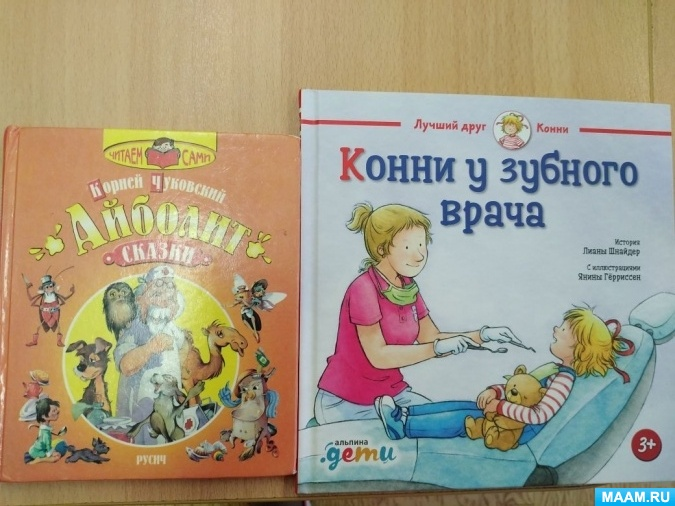 ЧИТАЕМ САМИ
Корней Чуковский
Айболит
СКАЗКИ
РУСИЧ
Лучший друг Конни
Конни у зубного
врача
История
Лианы Шнайдер
С иллюстрациями
Янины Гёрриссен
альпина
.дети
3+
MAAM.RU